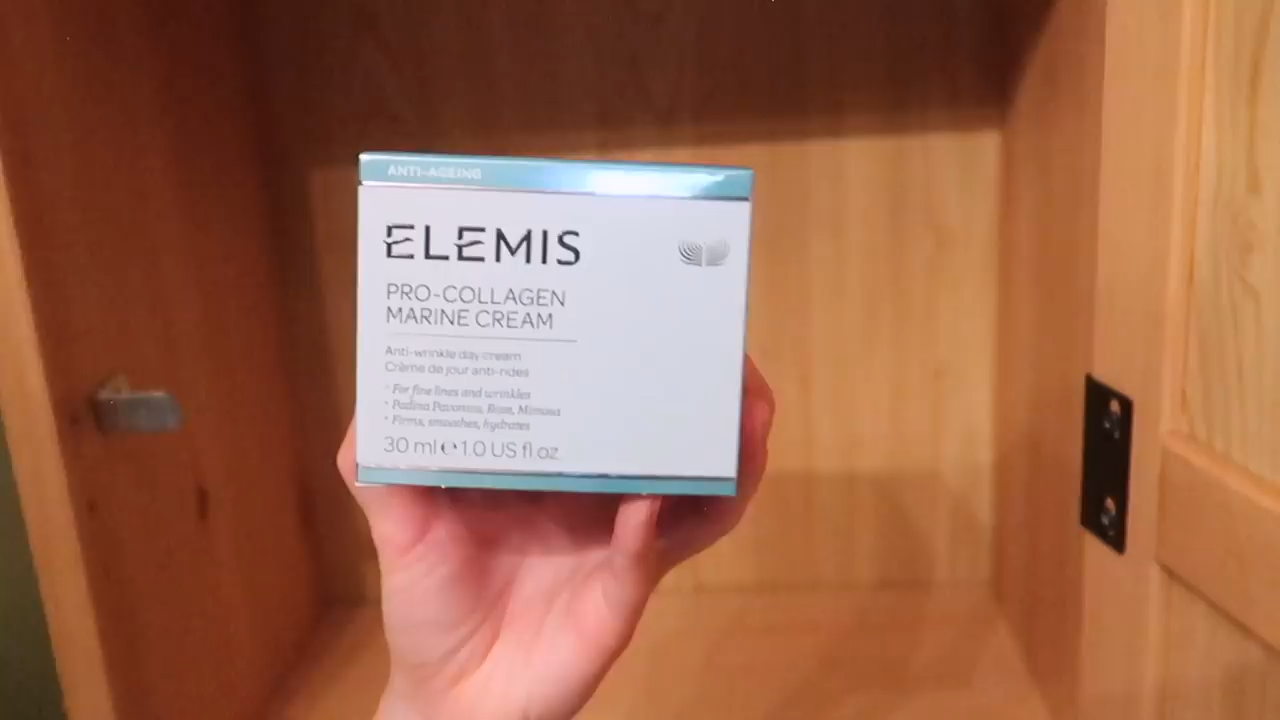 ANTI-AGEING
ELEMIS
PRO-COLLAGEN
MARINE CREAM
Anti-wrinkle day cream
Crème de jour anti-rides
* For fine lines and wrinkles
* Padina Pavonica, Rose, Mimosa
* Firms, smoothes, hydrates
30 ml ℮ 1.0 US fl oz